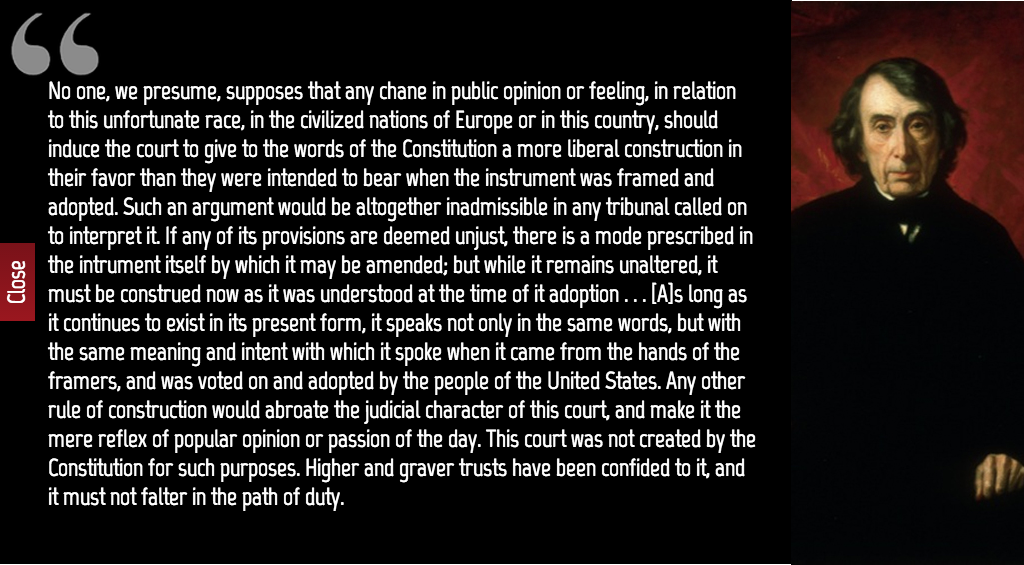 “
No one, we presume, supposes that any chane in public opinion or feeling, in relation
to this unfortunate race, in the civilized nations of Europe or in this country, should
induce the court to give to the words of the Constitution a more liberal construction in
their favor than they were intended to bear when the instrument was framed and
adopted. Such an argument would be altogether inadmissible in any tribunal called on
to interpret it. If any of its provisions are deemed unjust, there is a mode prescribed in
the intrument itself by which it may be amended; but while it remains unaltered, it
must be construed now as it was understood at the time of it adoption . . . [A]s long as
it continues to exist in its present form, it speaks not only in the same words, but with
the same meaning and intent with which it spoke when it came from the hands of the
framers, and was voted on and adopted by the people of the United States. Any other
rule of construction would abroate the judicial character of this court, and make it the
mere reflex of popular opinion or passion of the day. This court was not created by the
Constitution for such purposes. Higher and graver trusts have been confided to it, and
it must not falter in the path of duty.
Close